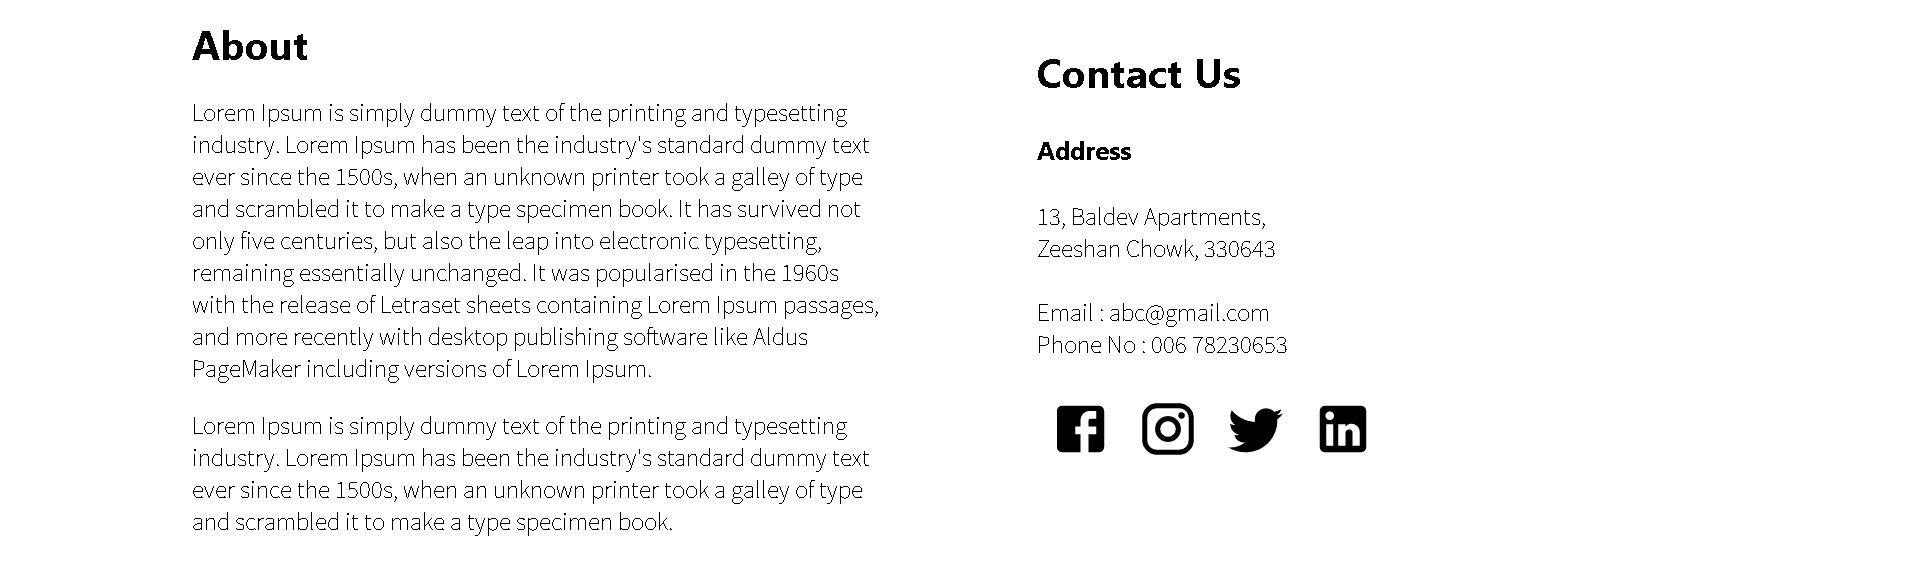 About
Lorem Ipsum is simply dummy text of the printing and typesetting
industry. Lorem Ipsum has been the industry's standard dummy text
ever since the 1500s, when an unknown printer took a galley of type
and scrambled it to make a type specimen book. It has survived not
only five centuries, but also the leap into electronic typesetting,
remaining essentially unchanged. It was popularised in the 1960s
with the release of Letraset sheets containing Lorem Ipsum passages,
and more recently with desktop publishing software like Aldus
PageMaker including versions of Lorem Ipsum.
Lorem Ipsum is simply dummy text of the printing and typesetting
industry. Lorem Ipsum has been the industry's standard dummy text
ever since the 1500s, when an unknown printer took a galley of type
and scrambled it to make a type specimen book.
Contact Us
Address
13, Baldev Apartments,
Zeeshan Chowk, 330643
Email : abc@gmail.com
Phone No : 006 78230653